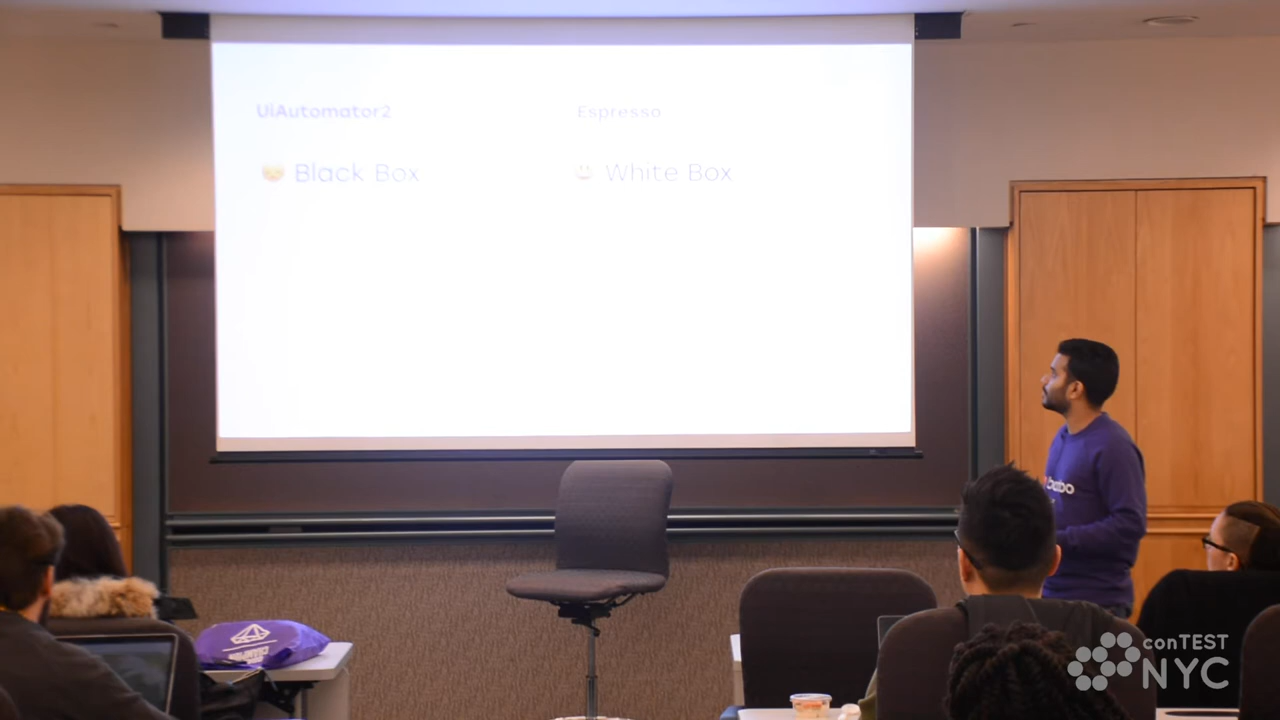 UiAutomator2
Espresso
Black Box
White Box
conTEST
NYC